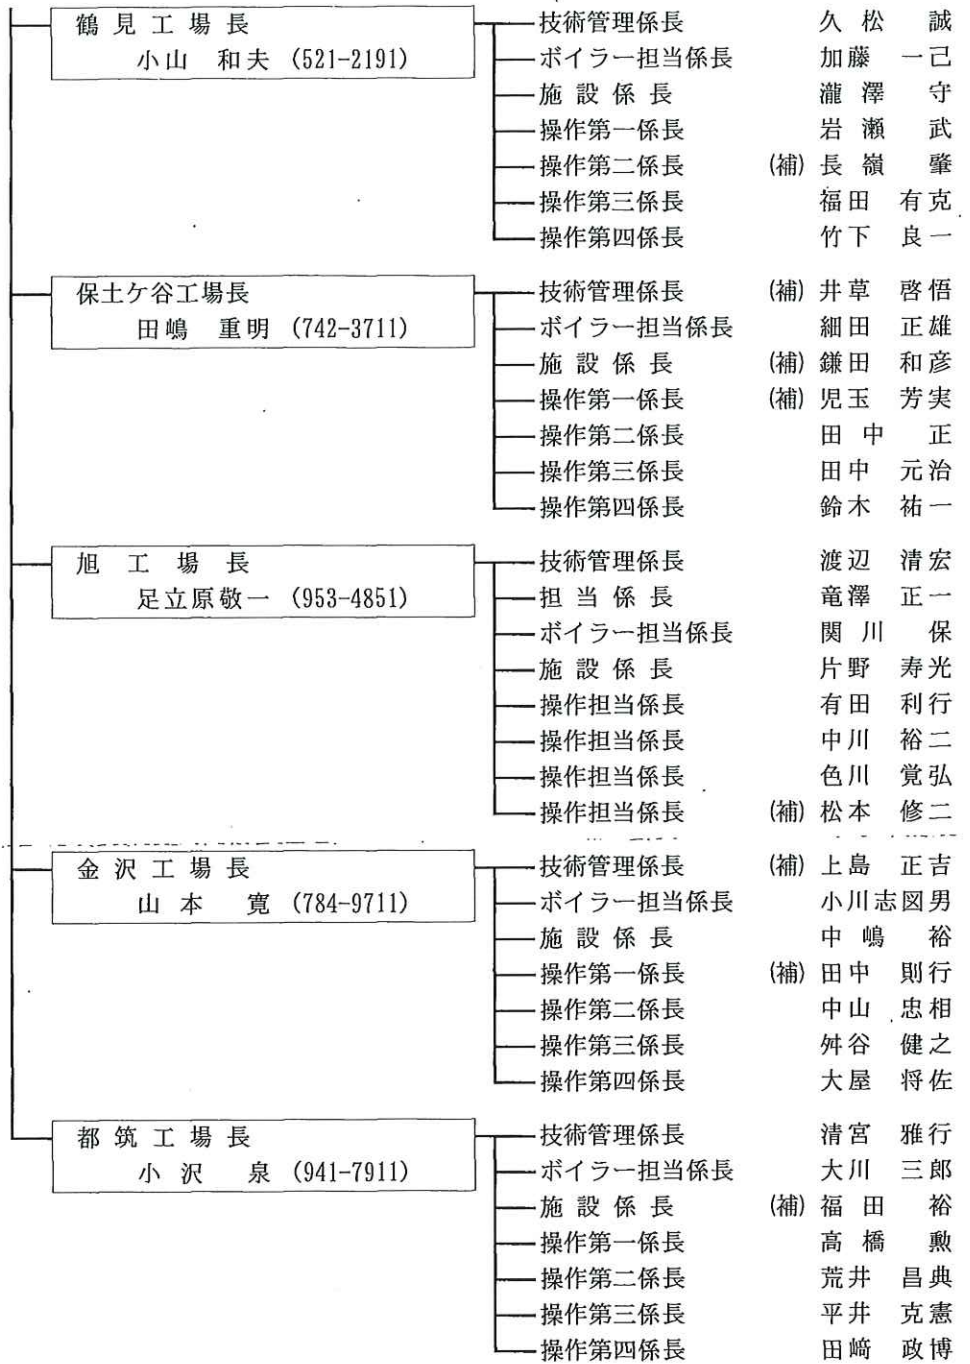 鶴見工場長
小山 和夫 (521-2191)
技術管理係長 久松 誠
ボイラー担当係長 加藤 一己
施設係長 瀧澤 守
操作第一係長 岩瀬 武
操作第二係長 (補) 長嶺 肇
操作第三係長 福田 有克
操作第四係長 竹下 良一
保土ケ谷工場長
田嶋 重明 (742-3711)
技術管理係長 (補) 井草 啓悟
ボイラー担当係長 細田 正雄
施設係長 (補) 鎌田 和彦
操作第一係長 (補) 児玉 芳実
操作第二係長 田中 正
操作第三係長 田中 元治
操作第四係長 鈴木 祐一
旭工場長
足立原敬一 (953-4851)
技術管理係長 渡辺 清宏
担当係長 竜澤 正一
ボイラー担当係長 関川 保
施設係長 片野 寿光
操作担当係長 有田 利行
操作担当係長 中川 裕二
操作担当係長 色川 覚弘
操作担当係長 (補) 松本 修二
金沢工場長
山本 寛 (784-9711)
技術管理係長 (補) 上島 正吉
ボイラー担当係長 小川志図男
施設係長 中嶋 裕
操作第一係長 (補) 田中 則行
操作第二係長 中山 忠相
操作第三係長 舛谷 健之
操作第四係長 大屋 将佐
都筑工場長
小沢 泉 (941-7911)
技術管理係長 清宮 雅行
ボイラー担当係長 大川 三郎
施設係長 (補) 福田 裕
操作第一係長 高橋 勲
操作第二係長 荒井 昌典
操作第三係長 平井 克憲
操作第四係長 田﨑 政博